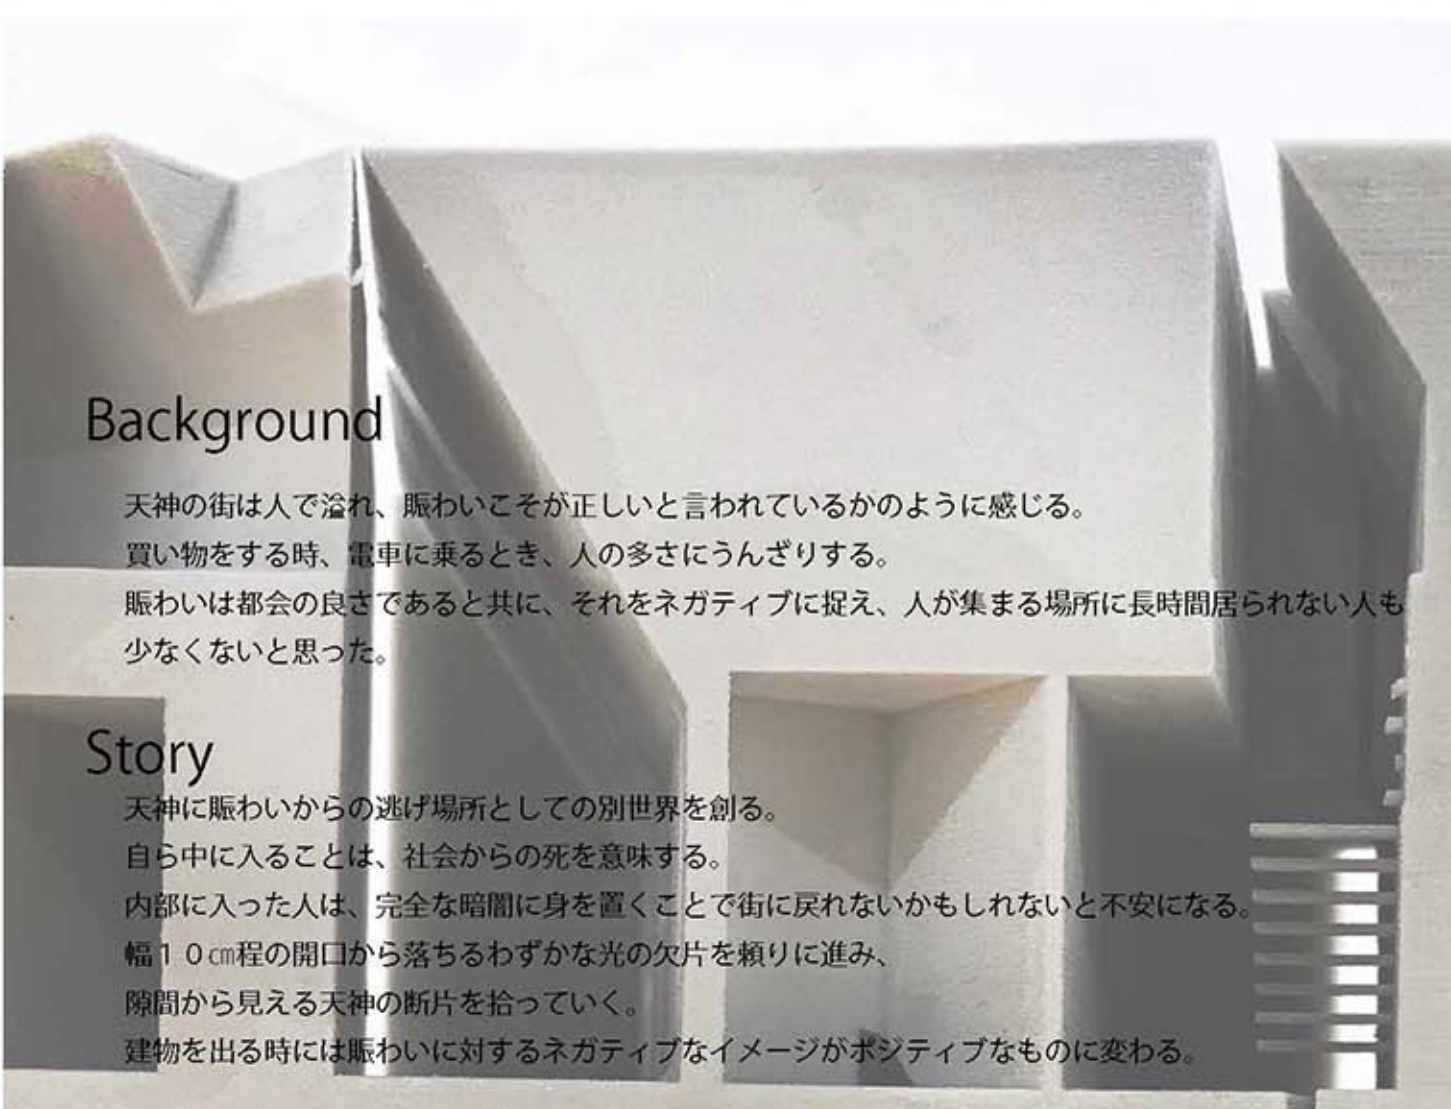 Background
天神の街は人で溢れ、賑わいこそが正しいと言われているかのように感じる。
買い物をする時、電車に乗るとき、人の多さにうんざりする。
賑わいは都会の良さであると共に、それをネガティブに捉え、人が集まる場所に長時間居られない人も
少なくないと思った。
Story
天神に賑わいからの逃げ場所としての別世界を創る。
自ら中に入ることは、社会からの死を意味する。
内部に入った人は、完全な暗闇に身を置くことで街に戻れないかもしれないと不安になる。
幅１０㎝程の開口から落ちるわずかな光の欠片を頼りに進み、
隙間から見える天神の断片を拾っていく。
建物を出る時には賑わいに対するネガティブなイメージがポジティブなものに変わる。